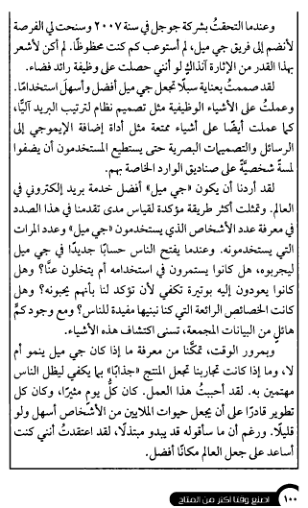 وعندما التحقتُ بشركة جوجل في سنة ٢٠٠٧ وسنحت لي الفرصة
لأنضم إلى فريق جي ميل، لم أستوعب كم كنت محظوظًا. لم أكن لأشعر
بهذا القدر من الإثارة آنذاك لو أنني حصلت على وظيفة رائد فضاء.
لقد صممتُ بعناية سبلًا تجعل جي ميل أفضل وأسهل استخدامًا.
وعملتُ على الأشياء الوظيفية مثل تصميم نظام لترتيب البريد آليًا،
كما عملت أيضًا على أشياء ممتعة مثل أداة إضافة الإيموجي إلى
الرسائل والتصميمات البصرية حتى يستطيع المستخدمون أن يضفوا
لمسةً شخصيَّةً على صناديق الوارد الخاصة بهم.
لقد أردنا أن يكون «جي ميل» أفضل خدمة بريد إلكتروني في
العالم. وتمثلت أكثر طريقة مؤكدة لقياس مدى تقدمنا في هذا الصدد
في معرفة عدد الأشخاص الذي يستخدمون «جي ميل» وعدد المرات
التي يستخدمونه. وعندما يفتح الناس حسابًا جديدًا في جي ميل
ليجربوه، هل كانوا يستمرون في استخدامه أم يتخلون عنَّا؟ وهل
كانوا يعودون إليه بوتيرة تكفي لأن تؤكد لنا بأنهم يحبونه؟ وهل
كانت الخصائص الرائعة التي كنا نبنيها مفيدة للناس؟ ومع وجود كمٍّ
هائلٍ من البيانات المجمعة، تسنى اكتشاف هذه الأشياء.
وبمرور الوقت، تمكَّنا من معرفة ما إذا كان جي ميل ينمو أم
لا، وما إذا كانت تجاربنا تجعل المنتج «جذابًا» بما يكفي ليظل الناس
مهتمين به. لقد أحببتُ هذا العمل. كان كلُّ يومٍ مثيرًا، وكان كل
تطوير قادرًا على أن يجعل حيوات الملايين من الأشخاص أسهل ولو
قليلًا. ورغم أن ما سأقوله قد يبدو مبتذلًا، لقد اعتقدتُ أنني كنت
أساعد على جعل العالم مكانًا أفضل.
١٠٠ اصنع وقتًا أكثر من المتاح